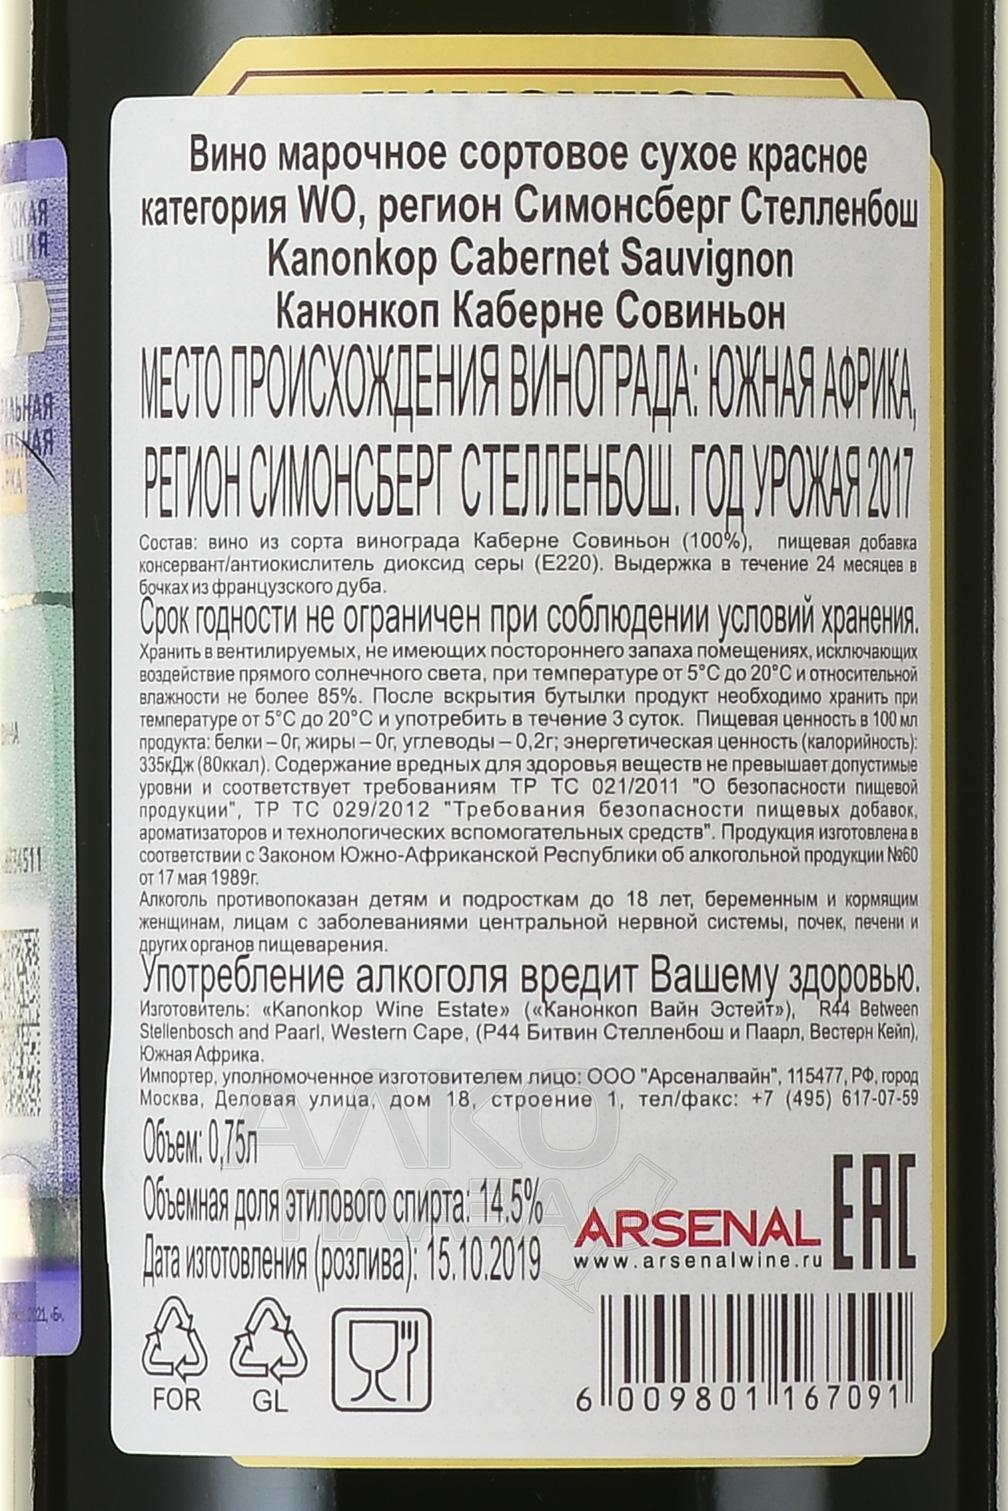 Вино марочное сортовое сухое красное
категория WO, регион Симонсберг Стелленбош
Kanonkop Cabernet Sauvignon
Канонкоп Каберне Совиньон
МЕСТО ПРОИСХОЖДЕНИЯ ВИНОГРАДА: ЮЖНАЯ АФРИКА,
РЕГИОН СИМОНСБЕРГ СТЕЛЛЕНБОШ. ГОД УРОЖАЯ 2017
Состав: вино из сорта винограда Каберне Совиньон (100%), пищевая добавка
консервант/антиокислитель диоксид серы (Е220). Выдержка в течение 24 месяцев в
бочках из французского дуба.
Срок годности не ограничен при соблюдении условий хранения.
Хранить в вентилируемых, не имеющих постороннего запаха помещениях, исключающих
воздействие прямого солнечного света, при температуре от 5°С до 20°С и относительной
влажности не более 85%. После вскрытия бутылки продукт необходимо хранить при
температуре от 5°С до 20°С и употребить в течение 3 суток. Пищевая ценность в 100 мл
продукта: белки – 0г, жиры – 0г, углеводы – 0,2г; энергетическая ценность (калорийность):
335кДж (80ккал). Содержание вредных для здоровья веществ не превышает допустимые
уровни и соответствует требованиям ТР ТС 021/2011 "О безопасности пищевой
продукции", ТР ТС 029/2012 "Требования безопасности пищевых добавок,
ароматизаторов и технологических вспомогательных средств". Продукция изготовлена в
соответствии с Законом Южно-Африканской Республики об алкогольной продукции №60
от 17 мая 1989г.
Алкоголь противопоказан детям и подросткам до 18 лет, беременным и кормящим
женщинам, лицам с заболеваниями центральной нервной системы, почек, печени и
других органов пищеварения.
Употребление алкоголя вредит Вашему здоровью.
Изготовитель: «Kanonkop Wine Estate» («Канонкоп Вайн Эстейт»), R44 Between
Stellenbosch and Paarl, Western Cape, (Р44 Битвин Стелленбош и Паарл, Вестерн Кейп),
Южная Африка.
Импортер, уполномоченное изготовителем лицо: ООО "Арсеналвайн", 115477, РФ, город
Москва, Деловая улица, дом 18, строение 1, тел/факс: +7 (495) 617-07-59
Объем: 0,75л
Объемная доля этилового спирта: 14.5%
Дата изготовления (розлива): 15.10.2019
ARSENAL
www.arsenalwine.ru
EAC
FOR
GL
6 009801 167091
АЛКО
ПЛАЗА